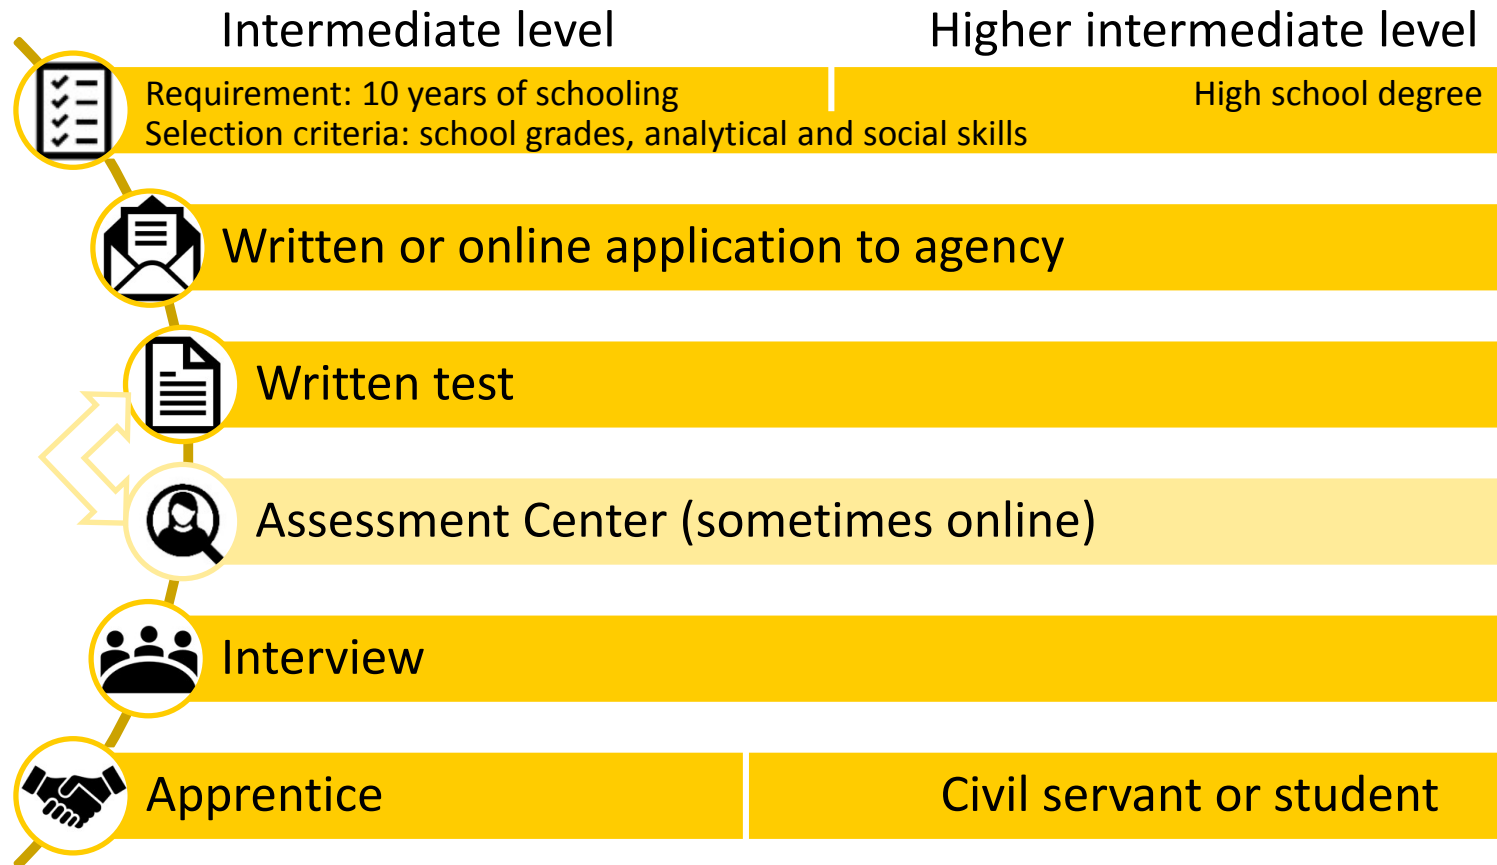 Intermediate level
Higher intermediate level
Requirement: 10 years of schooling
High school degree
Selection criteria: school grades, analytical and social skills
Written or online application to agency
Written test
Assessment Center (sometimes online)
Interview
Apprentice
Civil servant or student